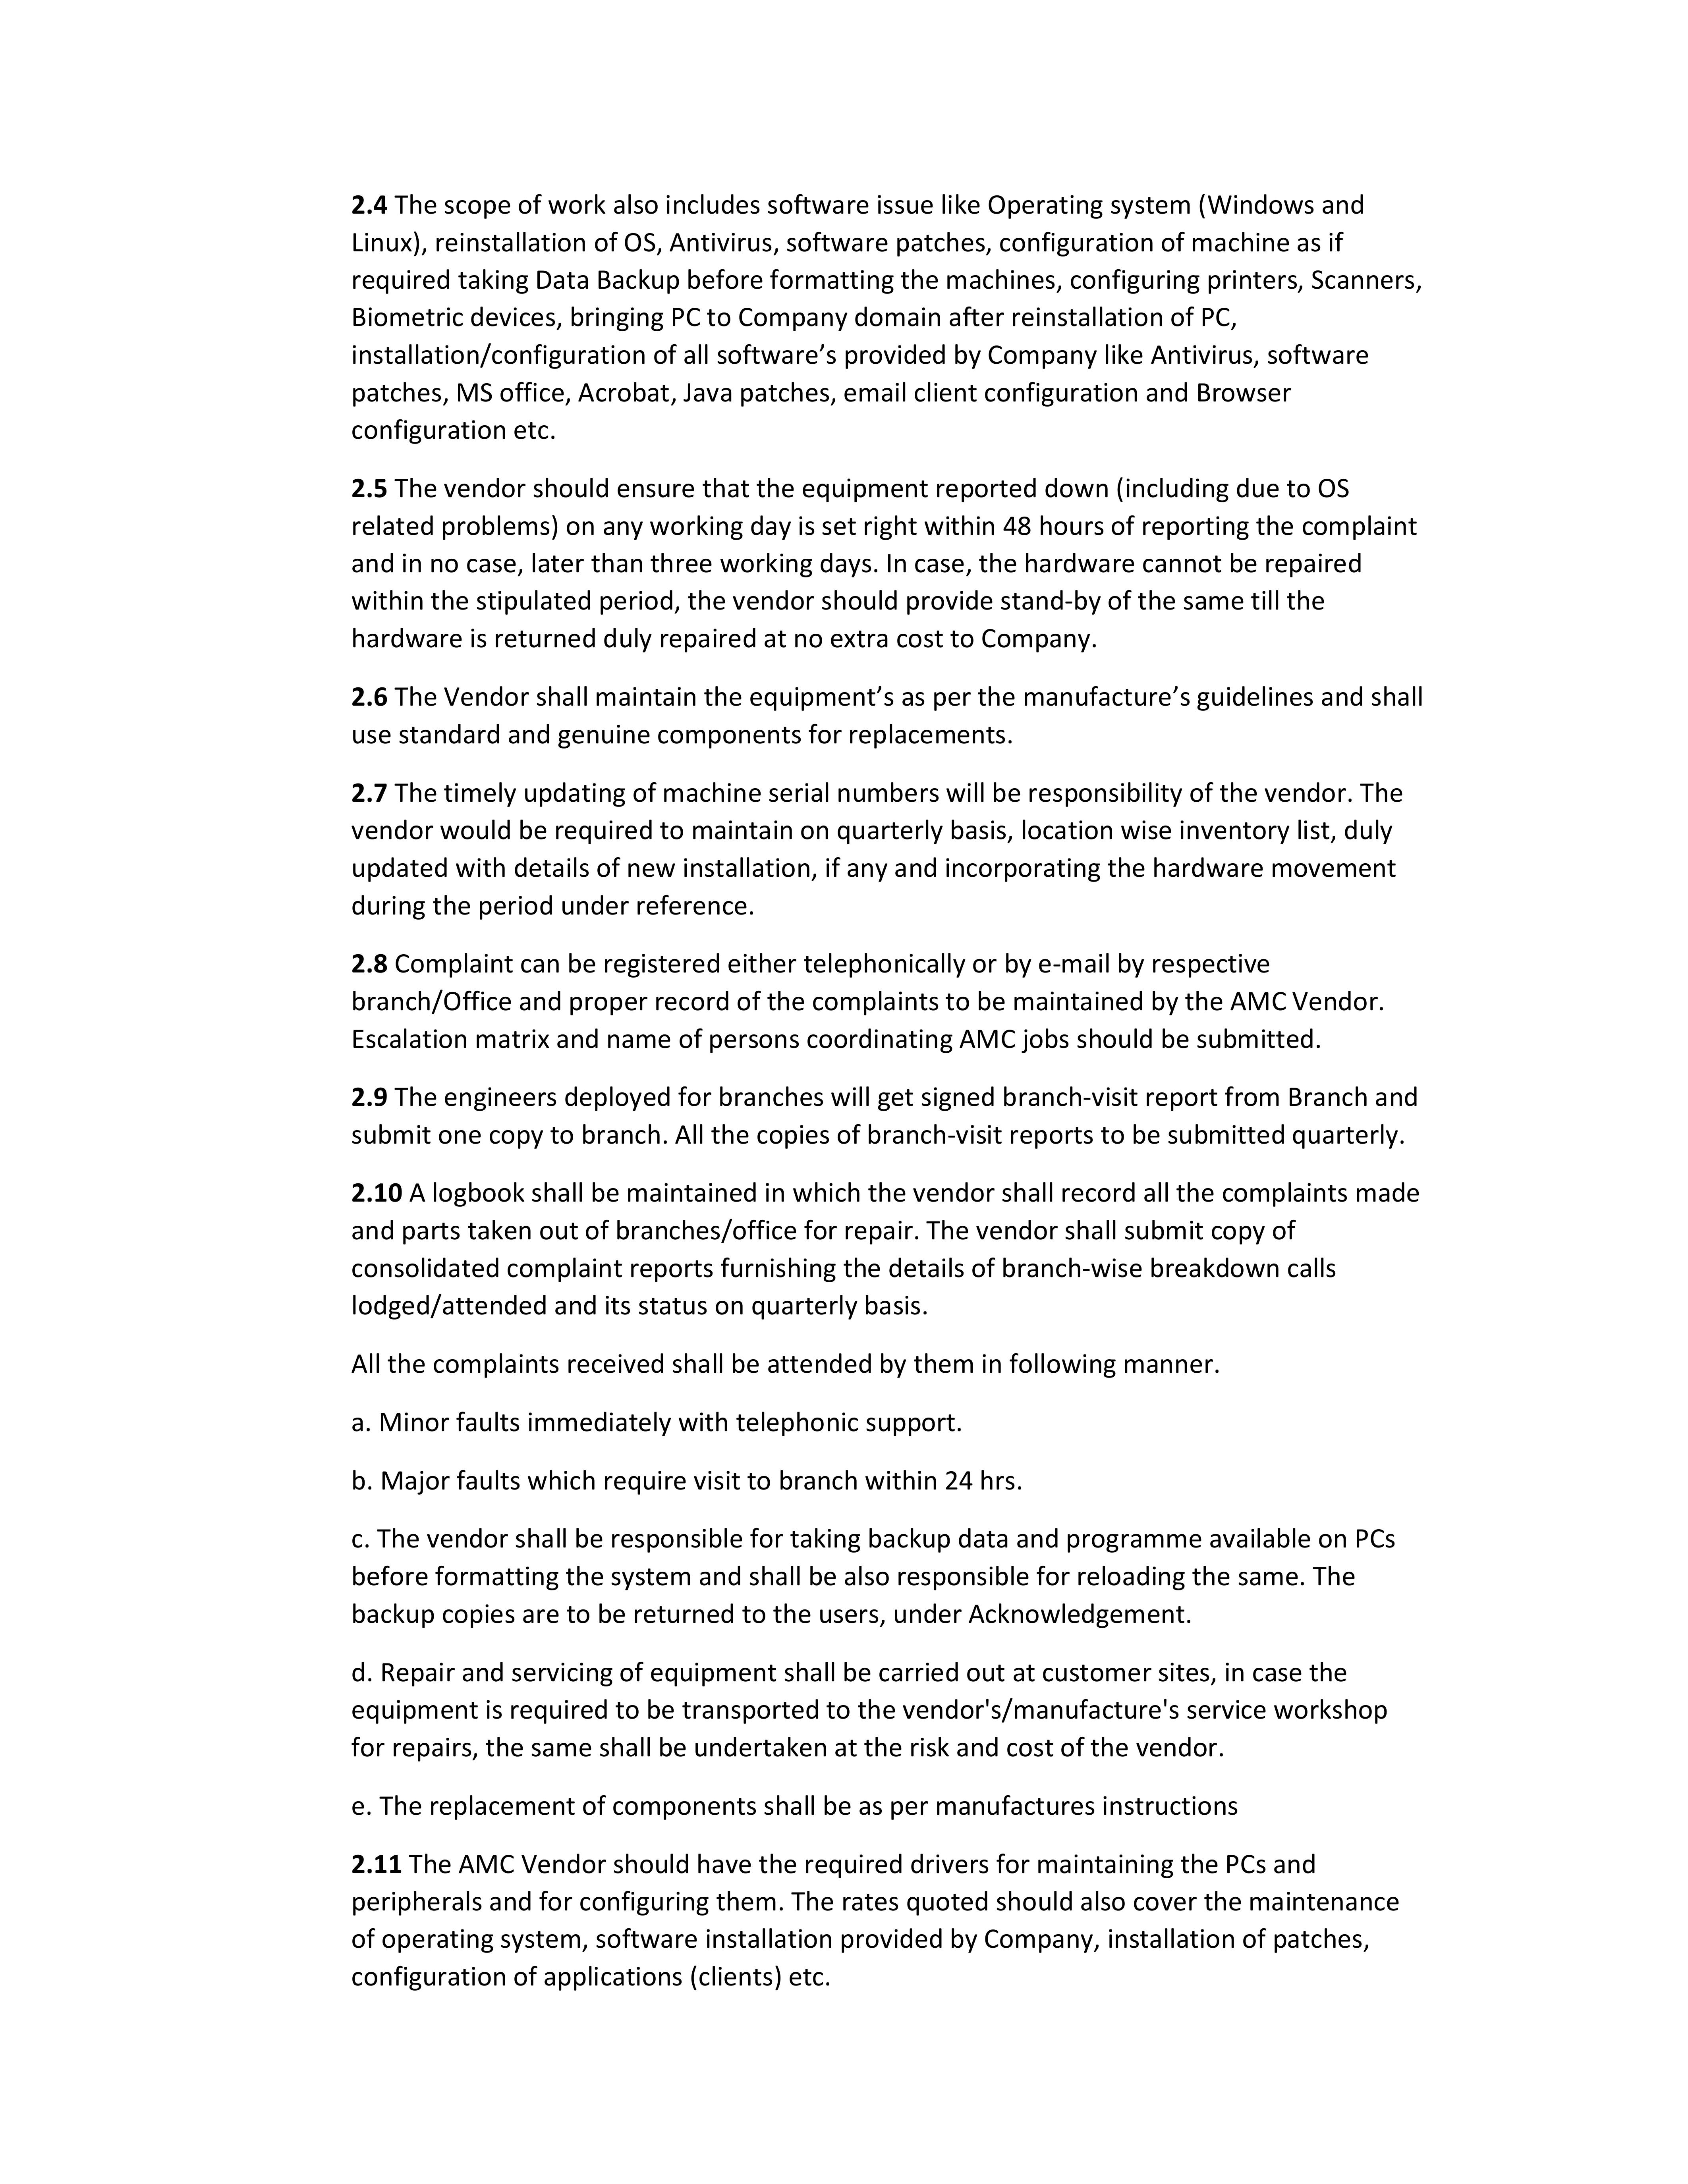 2.4 The scope of work also includes software issue like Operating system (Windows and
Linux), reinstallation of OS, Antivirus, software patches, configuration of machine as if
required taking Data Backup before formatting the machines, configuring printers, Scanners,
Biometric devices, bringing PC to Company domain after reinstallation of PC,
installation/configuration of all software’s provided by Company like Antivirus, software
patches, MS office, Acrobat, Java patches, email client configuration and Browser
configuration etc.
2.5 The vendor should ensure that the equipment reported down (including due to OS
related problems) on any working day is set right within 48 hours of reporting the complaint
and in no case, later than three working days. In case, the hardware cannot be repaired
within the stipulated period, the vendor should provide stand-by of the same till the
hardware is returned duly repaired at no extra cost to Company.
2.6 The Vendor shall maintain the equipment’s as per the manufacture’s guidelines and shall
use standard and genuine components for replacements.
2.7 The timely updating of machine serial numbers will be responsibility of the vendor. The
vendor would be required to maintain on quarterly basis, location wise inventory list, duly
updated with details of new installation, if any and incorporating the hardware movement
during the period under reference.
2.8 Complaint can be registered either telephonically or by e-mail by respective
branch/Office and proper record of the complaints to be maintained by the AMC Vendor.
Escalation matrix and name of persons coordinating AMC jobs should be submitted.
2.9 The engineers deployed for branches will get signed branch-visit report from Branch and
submit one copy to branch. All the copies of branch-visit reports to be submitted quarterly.
2.10 A logbook shall be maintained in which the vendor shall record all the complaints made
and parts taken out of branches/office for repair. The vendor shall submit copy of
consolidated complaint reports furnishing the details of branch-wise breakdown calls
lodged/attended and its status on quarterly basis.
All the complaints received shall be attended by them in following manner.
a. Minor faults immediately with telephonic support.
b. Major faults which require visit to branch within 24 hrs.
c. The vendor shall be responsible for taking backup data and programme available on PCs
before formatting the system and shall be also responsible for reloading the same. The
backup copies are to be returned to the users, under Acknowledgement.
d. Repair and servicing of equipment shall be carried out at customer sites, in case the
equipment is required to be transported to the vendor's/manufacture's service workshop
for repairs, the same shall be undertaken at the risk and cost of the vendor.
e. The replacement of components shall be as per manufactures instructions
2.11 The AMC Vendor should have the required drivers for maintaining the PCs and
peripherals and for configuring them. The rates quoted should also cover the maintenance
of operating system, software installation provided by Company, installation of patches,
configuration of applications (clients) etc.